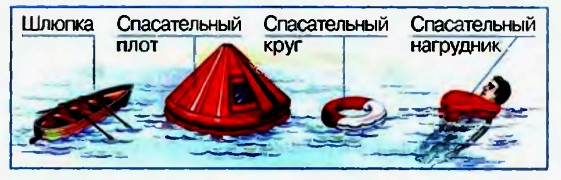 Шлюпка
Спасательный
плот
Спасательный
круг
Спасательный
нагрудник